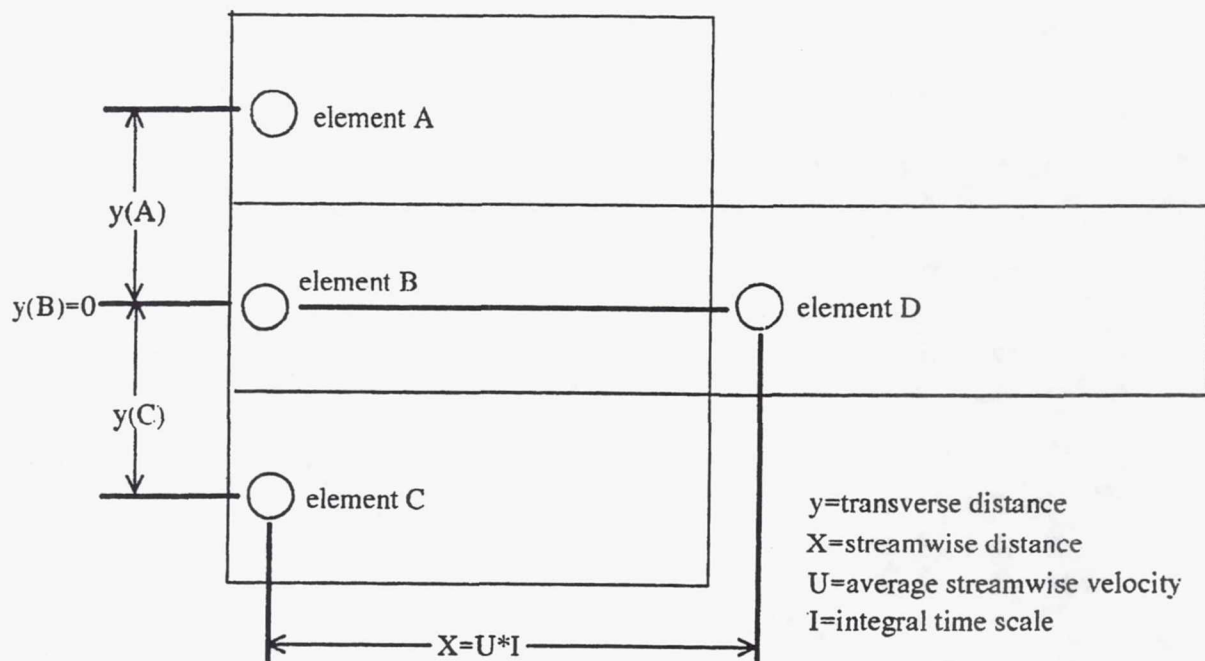 element A
y(A)
element B
y(B)=0
element D
y(C)
element C
y=transverse distance
X=streamwise distance
U=average streamwise velocity
X=U*I
I=integral time scale